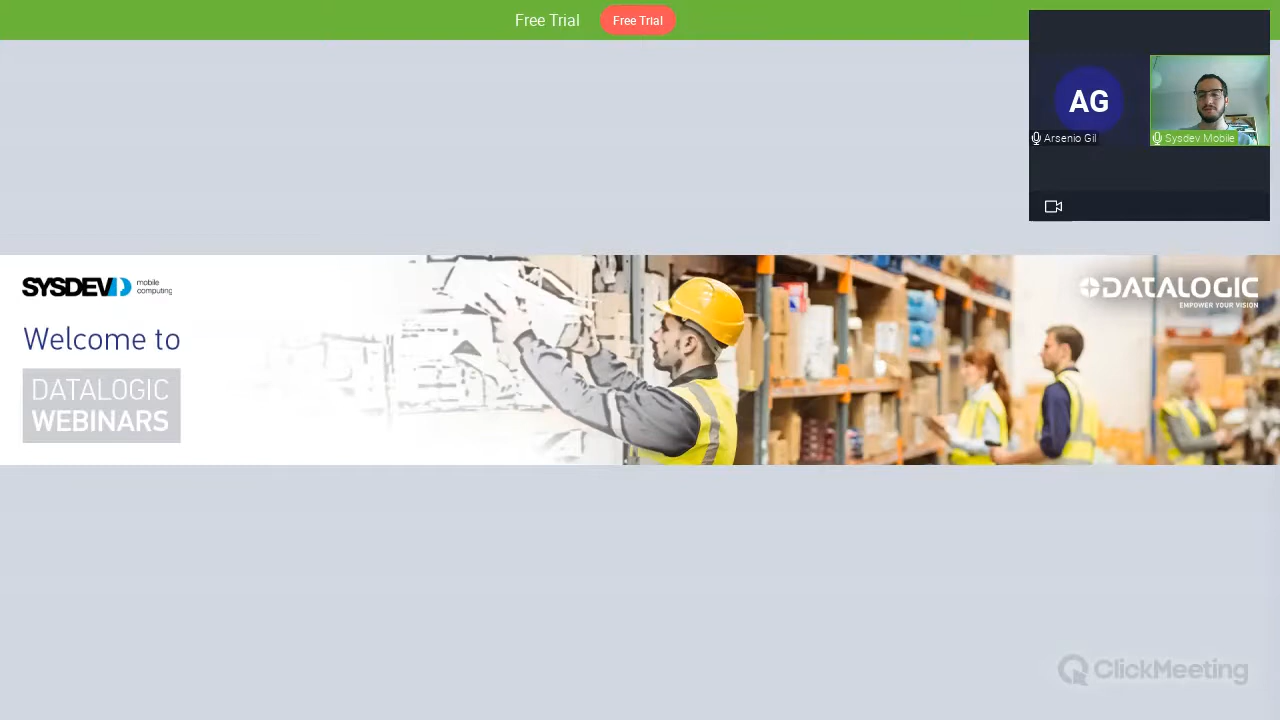 Free Trial Free Trial
AG
Arsenio Gil
Sysdev Mobile
SYSDEV mobile computing
DATALOGIC
EMPOWER YOUR VISION
Welcome to
DATALOGIC
WEBINARS
ClickMeeting